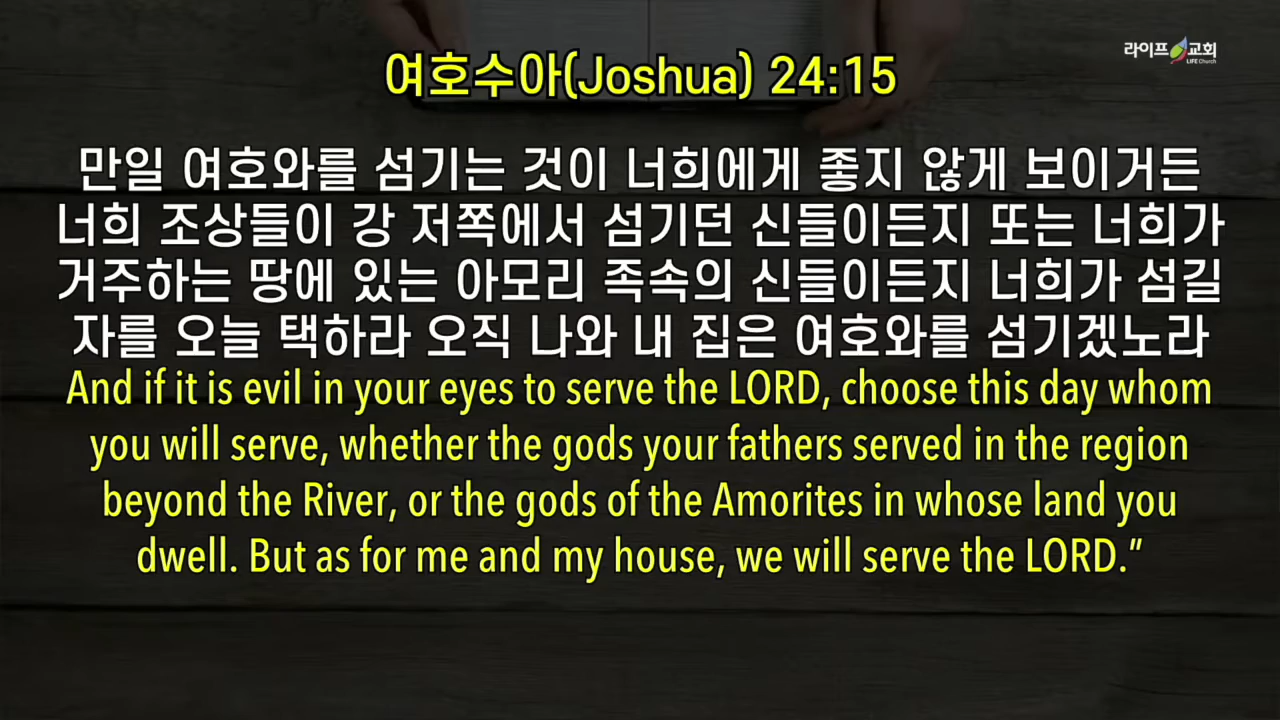 라이프교회
LIFE Church
여호수아(Joshua) 24:15
만일 여호와를 섬기는 것이 너희에게 좋지 않게 보이거든
너희 조상들이 강 저쪽에서 섬기던 신들이든지 또는 너희가
거주하는 땅에 있는 아모리 족속의 신들이든지 너희가 섬길
자를 오늘 택하라 오직 나와 내 집은 여호와를 섬기겠노라
And if it is evil in your eyes to serve the LORD, choose this day whom
you will serve, whether the gods your fathers served in the region
beyond the River, or the gods of the Amorites in whose land you
dwell. But as for me and my house, we will serve the LORD.”